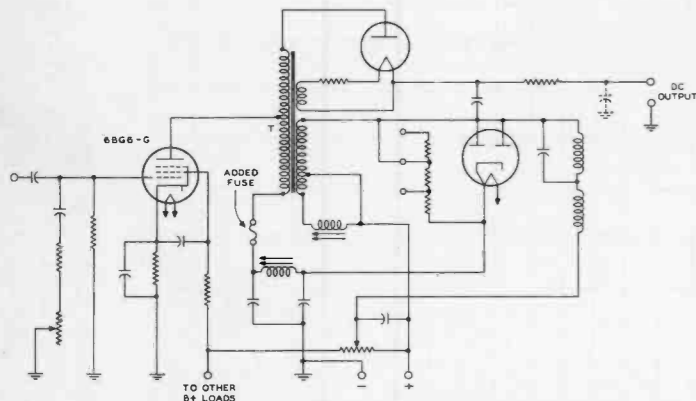 6BG6-G
T
ADDED
FUSE
DC
OUTPUT
TO OTHER
B+ LOADS
-
+